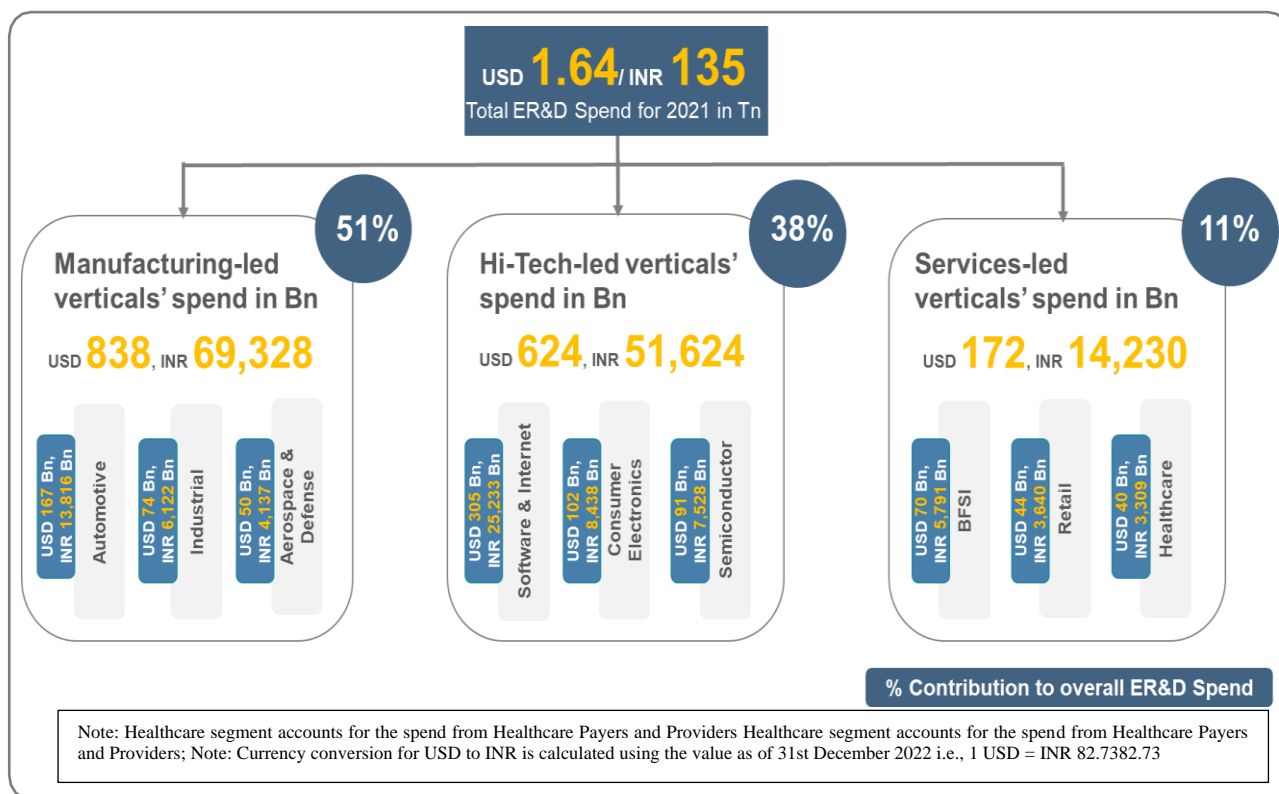 USD 1.64/ INR 135
Total ER&D Spend for 2021 in Tn
51%
Manufacturing-led
verticals' spend in Bn
USD 838, INR 69,328
USD 167 Bn,
INR 13,816 Bn
Automotive
USD 74 Bn,
INR 6,122 Bn
Industrial
USD 50 Bn,
INR 4,137 Bn
Aerospace &
Defense
38%
Hi-Tech-led verticals'
spend in Bn
USD 624, INR 51,624
USD 305 Bn,
INR 25,233 Bn
Software & Internet
USD 102 Bn,
INR 8,438 Bn
Consumer
Electronics
USD 91 Bn,
INR 7,528 Bn
Semiconductor
11%
Services-led
verticals' spend in Bn
USD 172, INR 14,230
USD 70 Bn,
INR 5,791 Bn
BFSI
USD 44 Bn,
INR 3,640 Bn
Retail
USD 40 Bn,
INR 3,309 Bn
Healthcare
% Contribution to overall ER&D Spend
Note: Healthcare segment accounts for the spend from Healthcare Payers and Providers Healthcare segment accounts for the spend from Healthcare Payers
and Providers; Note: Currency conversion for USD to INR is calculated using the value as of 31st December 2022 i.e., 1 USD = INR 82.7382.73